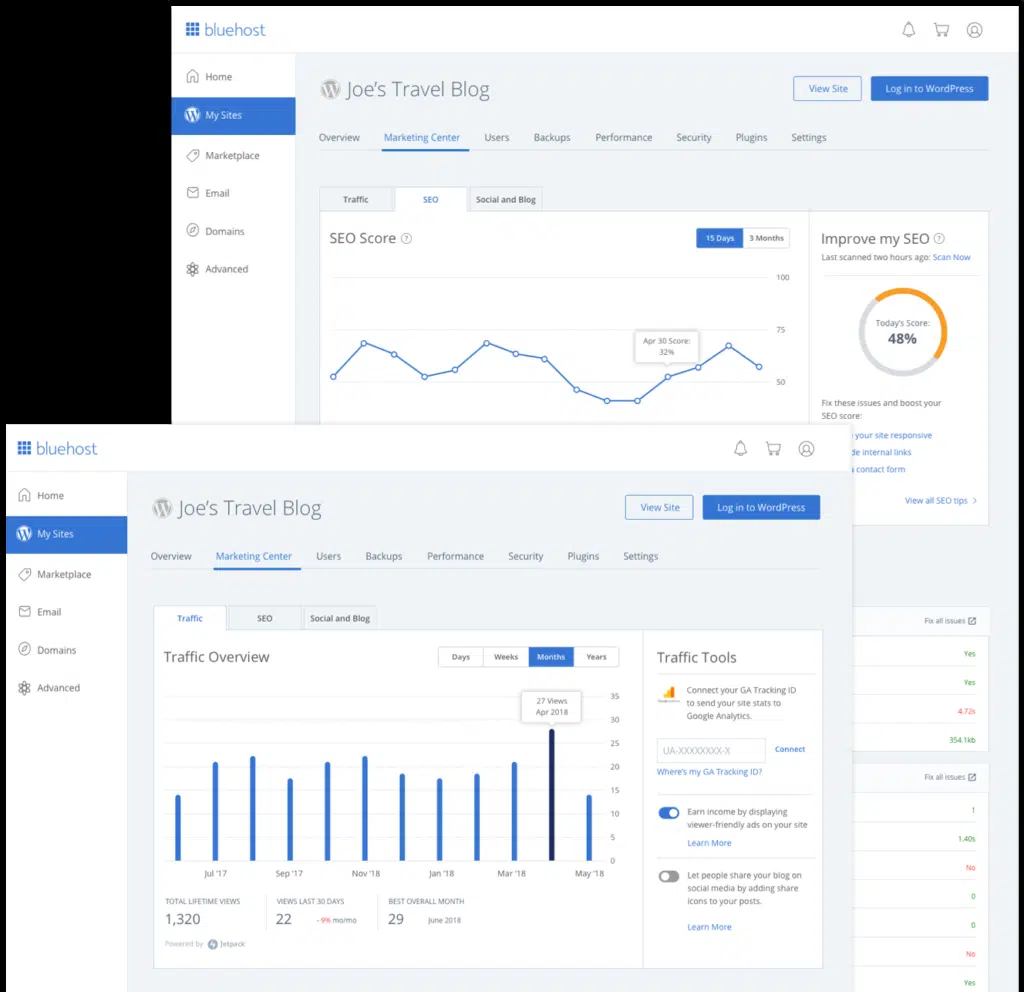 bluehost
Home
My Sites
Marketplace
Email
Domains
Advanced
Joe's Travel Blog
View Site
Log in to WordPress
Overview
Marketing Center
Users
Backups
Performance
Security
Plugins
Settings
Traffic
SEO
Social and Blog
SEO Score ?
15 Days
3 Months
100
75
50
Apr 30 Score:
32%
Improve my SEO ?
Last scanned two hours ago: Scan Now
Today's Score:
48%
Fix these issues and boost your
SEO score:
your site responsive
internal links
contact form
View all SEO tips >
Fix all issues
Yes
Yes
4.72s
354.1kb
Fix all issues
1
1.40s
No
0
0
No
Yes
bluehost
Home
My Sites
Marketplace
Email
Domains
Advanced
Joe's Travel Blog
View Site
Log in to WordPress
Overview
Marketing Center
Users
Backups
Performance
Security
Plugins
Settings
Traffic
SEO
Social and Blog
Traffic Overview
Days
Weeks
Months
Years
27 Views
Apr 2018
35
30
25
20
15
10
5
0
Jul '17
Sep '17
Nov '18
Jan '18
Mar '18
May '18
TOTAL LIFETIME VIEWS
1,320
VIEWS LAST 30 DAYS
22 - 9% mo/mo
BEST OVERALL MONTH
29 June 2018
Powered by Jetpack
Traffic Tools
Connect your GA Tracking ID
to send your site stats to
Google Analytics.
UA-XXXXXXXX-X
Connect
Where's my GA Tracking ID?
Earn income by displaying
viewer-friendly ads on your site
Learn More
Let people share your blog on
social media by adding share
icons to your posts.
Learn More